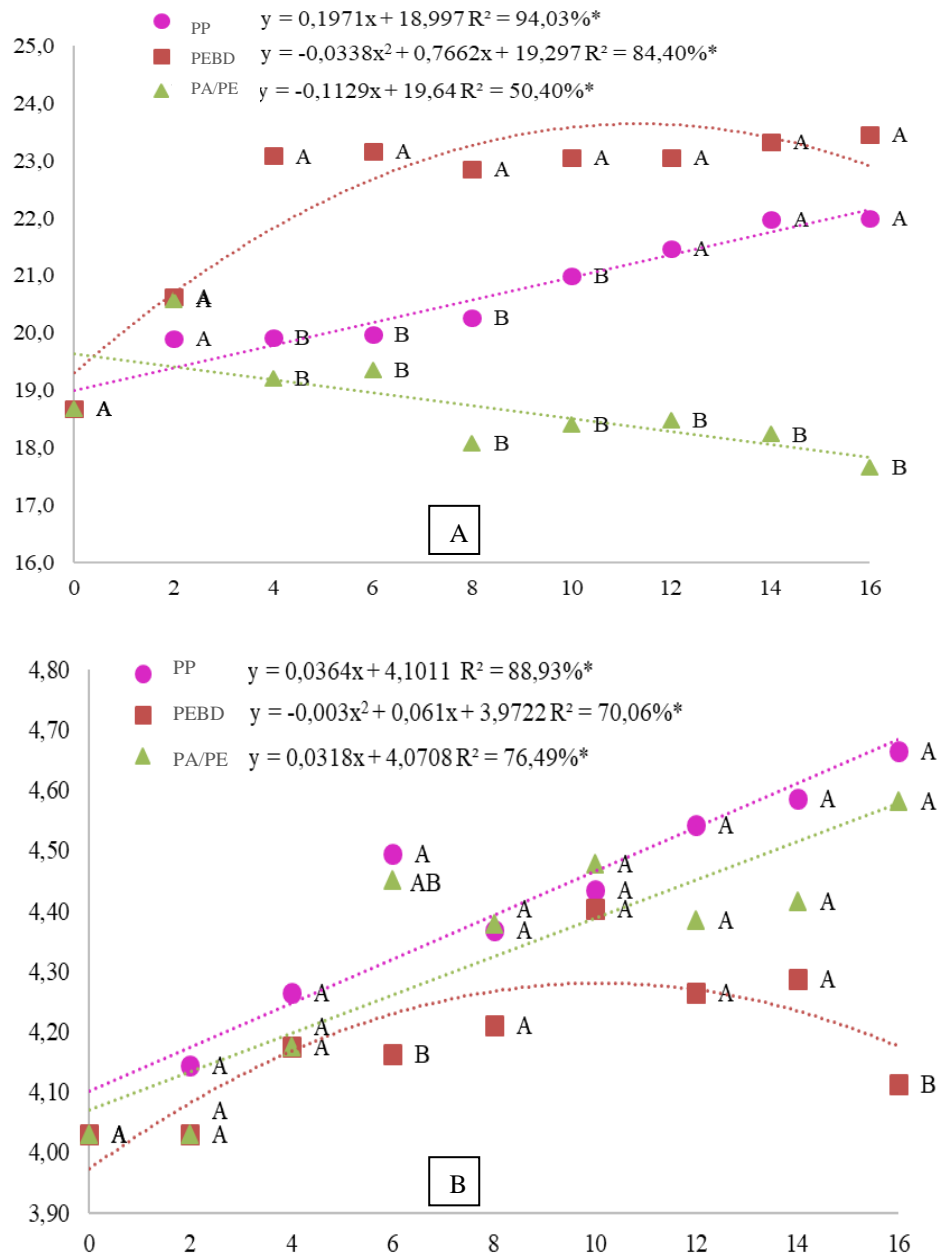 PP y = 0,1971x + 18,997 R² = 94,03%*
PEBD y = -0,0338x² + 0,7662x + 19,297 R² = 84,40%*
PA/PE y = -0,1129x + 19,64 R² = 50,40%*
25,0
24,0
23,0
22,0
21,0
20,0
19,0
18,0
17,0
16,0
A A A A A A A
A A
A
B
A A
A B B B
A
B B
B B B B
B
A
0 2 4 6 8 10 12 14 16
PP y = 0,0364x + 4,1011 R² = 88,93%*
PEBD y = -0,003x² + 0,061x + 3,9722 R² = 70,06%*
PA/PE y = 0,0318x + 4,0708 R² = 76,49%*
4,80
4,70
4,60
4,50
4,40
4,30
4,20
4,10
4,00
3,90
A
A A
A
A A
AB
A A A
A A A
A A
A A
A A
A B
A B
A
A A
B
0 2 4 6 8 10 12 14 16